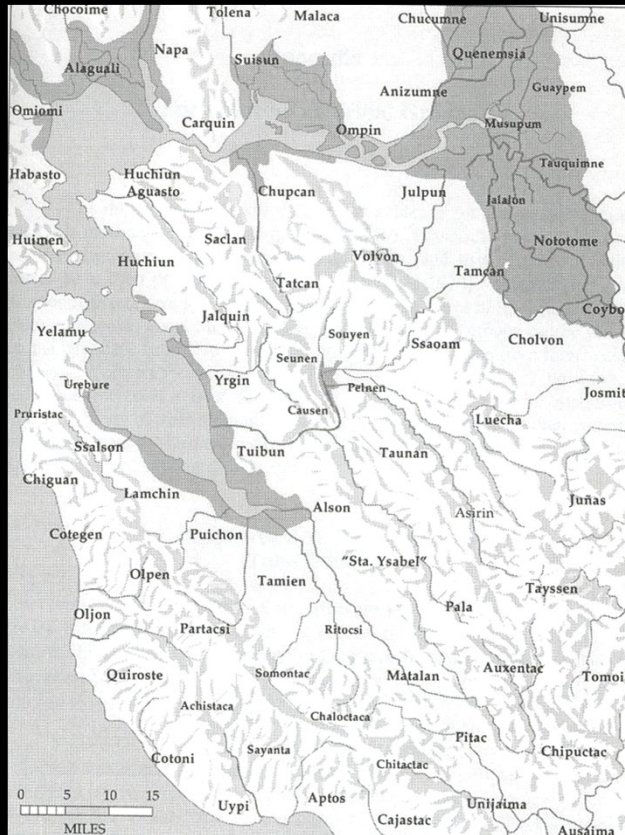 Chocoime
Tolena
Malaca
Chucumne
Unisumne
Napa
Quenemsia
Alaguali
Suisun
Anizumne
Guaypem
Omiomi
Carquin
Ompin
Musupum
Tauquimne
Habasto
Huchiun
Aguasto
Chupcan
Julpun
Jalalon
Huimen
Saclan
Nototome
Huchiun
Volvon
Tamcan
Tatcan
Coybo
Jalquin
Yelamu
Souyen
Ssaoam
Cholvon
Seunen
Urebure
Yrgin
Pelnen
Josmit
Pruristac
Causen
Luecha
Ssalson
Tuibun
Taunan
Chiguan
Lamchin
Alson
Juñas
Asirin
Cotegen
Puichon
"Sta. Ysabel"
Olpen
Tamien
Tayssen
Pala
Oljon
Partacsi
Ritocsi
Quiroste
Somontac
Matalan
Auxentac
Tomoi
Achistaca
Chaloctaca
Pitac
Sayanta
Chipuctac
Cotoni
Chitactac
0 5 10 15
MILES
Uypi
Aptos
Unijaima
Cajastac
Ausaima